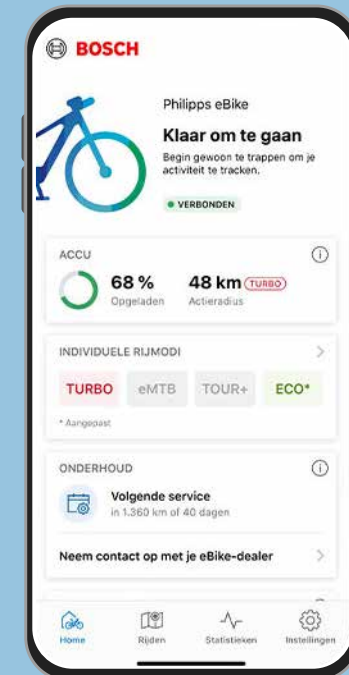 BOSCH
Philipps eBike
Klaar om te gaan
Begin gewoon te trappen om je
activiteit te tracken.
VERBONDEN
ACCU
68 % 48 km TURBO
Opgeladen Actieradius
INDIVIDUELE RIJMODI
TURBO eMTB TOUR+ ECO*
* Aangepast
ONDERHOUD
Volgende service
in 1.360 km of 40 dagen
Neem contact op met je eBike-dealer
Home Rijden Statistieken Instellingen